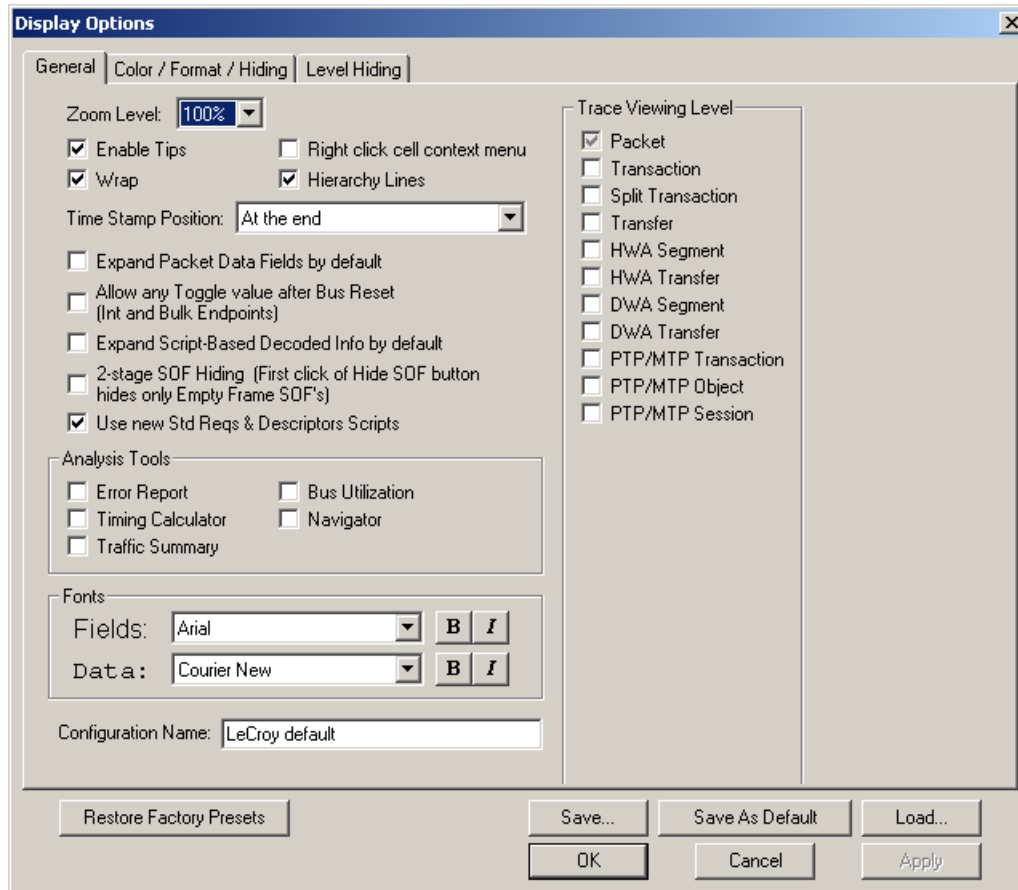 Display Options
General
Color / Format / Hiding
Level Hiding
Zoom Level: 100%
Enable Tips
Right click cell context menu
Wrap
Hierarchy Lines
Time Stamp Position: At the end
Expand Packet Data Fields by default
Allow any Toggle value after Bus Reset
(Int and Bulk Endpoints)
Expand Script-Based Decoded Info by default
2-stage SOF Hiding (First click of Hide SOF button
hides only Empty Frame SOF's)
Use new Std Reqs & Descriptors Scripts
Analysis Tools
Error Report
Bus Utilization
Timing Calculator
Navigator
Traffic Summary
Fonts
Fields: Arial B I
Data: Courier New B I
Configuration Name: LeCroy default
Trace Viewing Level
Packet
Transaction
Split Transaction
Transfer
HWA Segment
HWA Transfer
DWA Segment
DWA Transfer
PTP/MTP Transaction
PTP/MTP Object
PTP/MTP Session
Restore Factory Presets
Save...
Save As Default
Load...
OK
Cancel
Apply